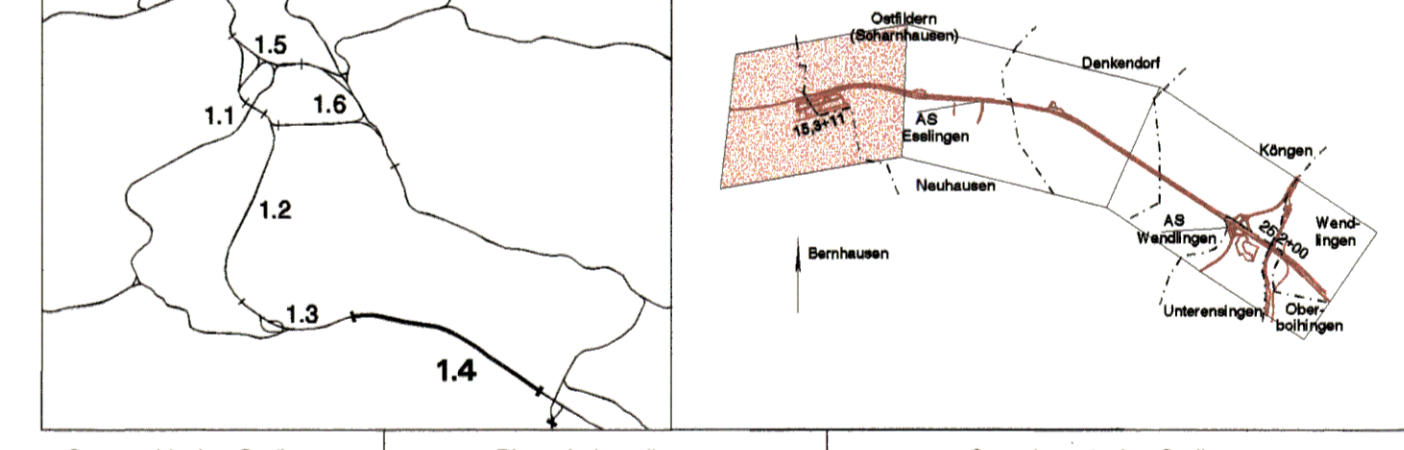 1.5
1.1
1.6
1.2
1.3
1.4
Ostfildern
(Scharnhausen)
Denkendorf
15,3+11
AS
Esslingen
Neuhausen
Köngen
AS
Wendlingen
26,2+00
Wend-
lingen
Bernhausen
Unterensingen
Ober-
boihingen